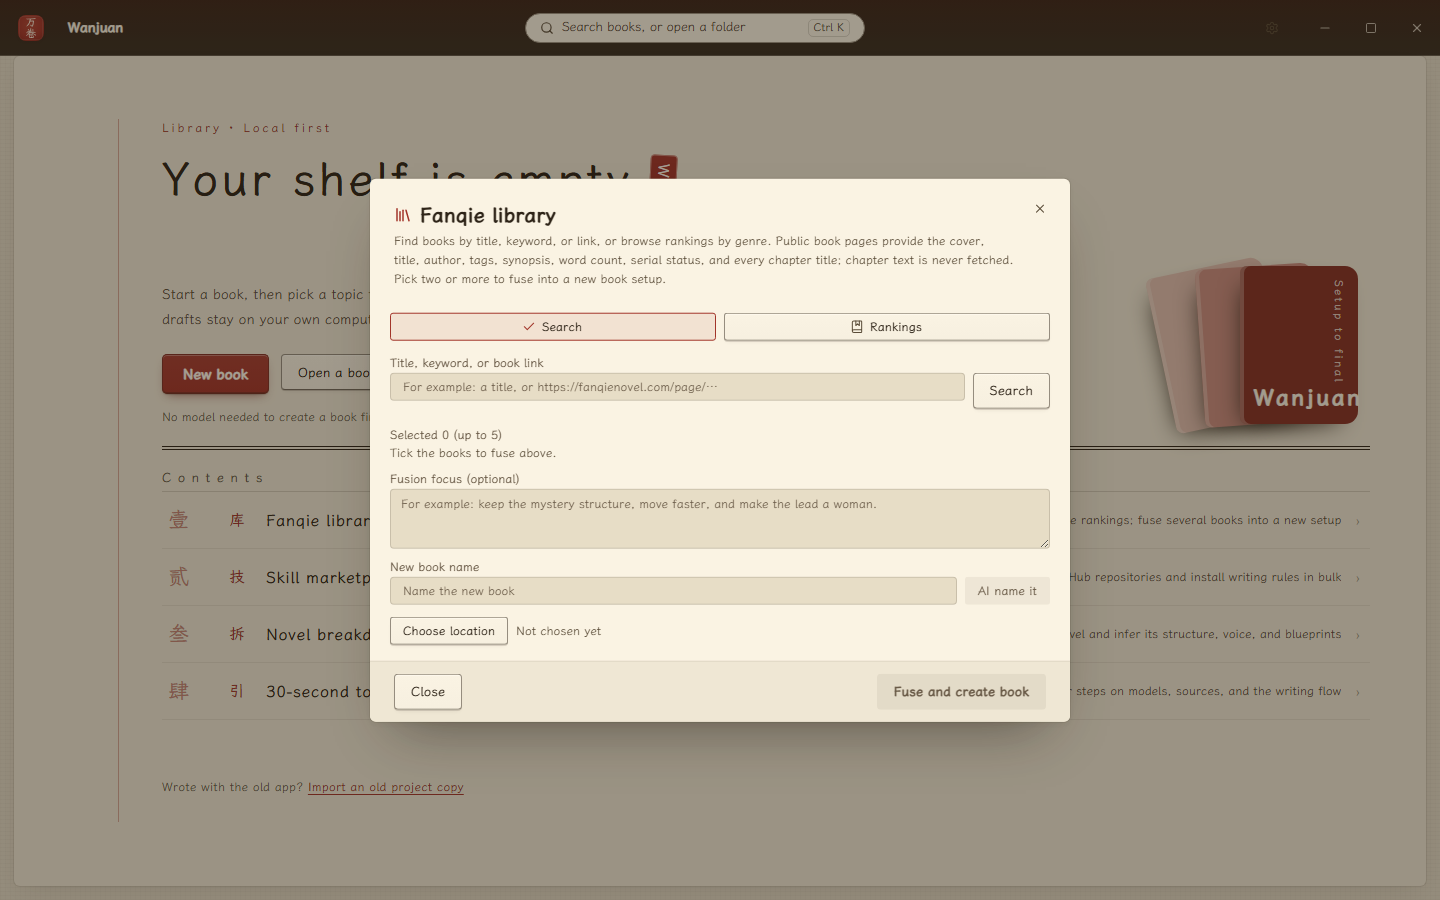 万卷
Wanjuan
Search books, or open a folder
Ctrl K
Library • Local first
Your shelf is empty
W
Fanqie library
Find books by title, keyword, or link, or browse rankings by genre. Public book pages provide the cover,
title, author, tags, synopsis, word count, serial status, and every chapter title; chapter text is never fetched.
Pick two or more to fuse into a new book setup.
Search
Rankings
Title, keyword, or book link
For example: a title, or https://fanqienovel.com/page/···
Search
Selected 0 (up to 5)
Tick the books to fuse above.
Fusion focus (optional)
For example: keep the mystery structure, move faster, and make the lead a woman.
New book name
Name the new book
AI name it
Choose location
Not chosen yet
Close
Fuse and create book
Start a book, then pick a topic
drafts stay on your own
New book
Open a
No model needed to create a book
Setup to final
Wanjuan
Contents
壹
库
Fanqie
rankings; fuse several books into a new setup
贰
技
Skill
repositories and install writing rules in bulk
叁
拆
Novel
and infer its structure, voice, and blueprints
肆
引
30-second
steps on models, sources, and the writing flow
Wrote with the old app? Import an old project copy